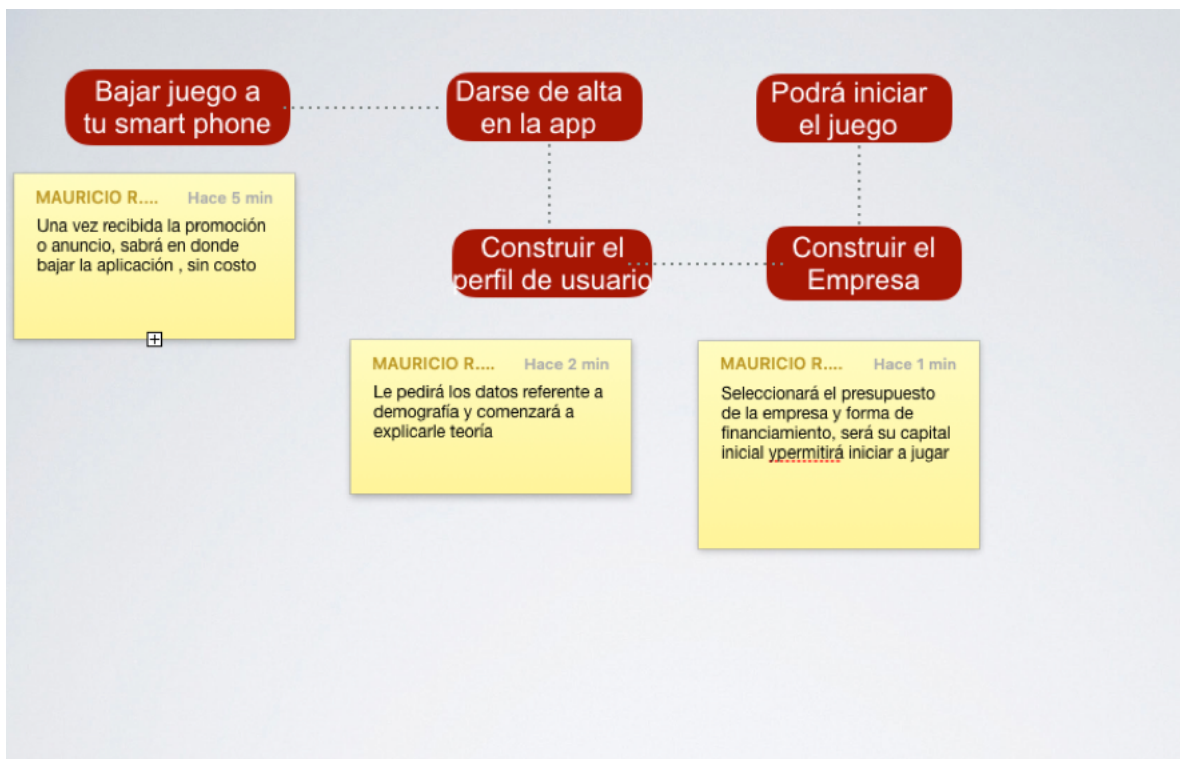 Bajar juego a
tu smart phone
Darse de alta
en la app
Podrá iniciar
el juego
MAURICIO R.... Hace 5 min
Una vez recibida la promoción
o anuncio, sabrá en donde
bajar la aplicación , sin costo
Construir el
perfil de usuario
Construir el
Empresa
MAURICIO R.... Hace 2 min
Le pedirá los datos referente a
demografía y comenzará a
explicarle teoría
MAURICIO R.... Hace 1 min
Seleccionará el presupuesto
de la empresa y forma de
financiamiento, será su capital
inicial ypermitirá iniciar a jugar